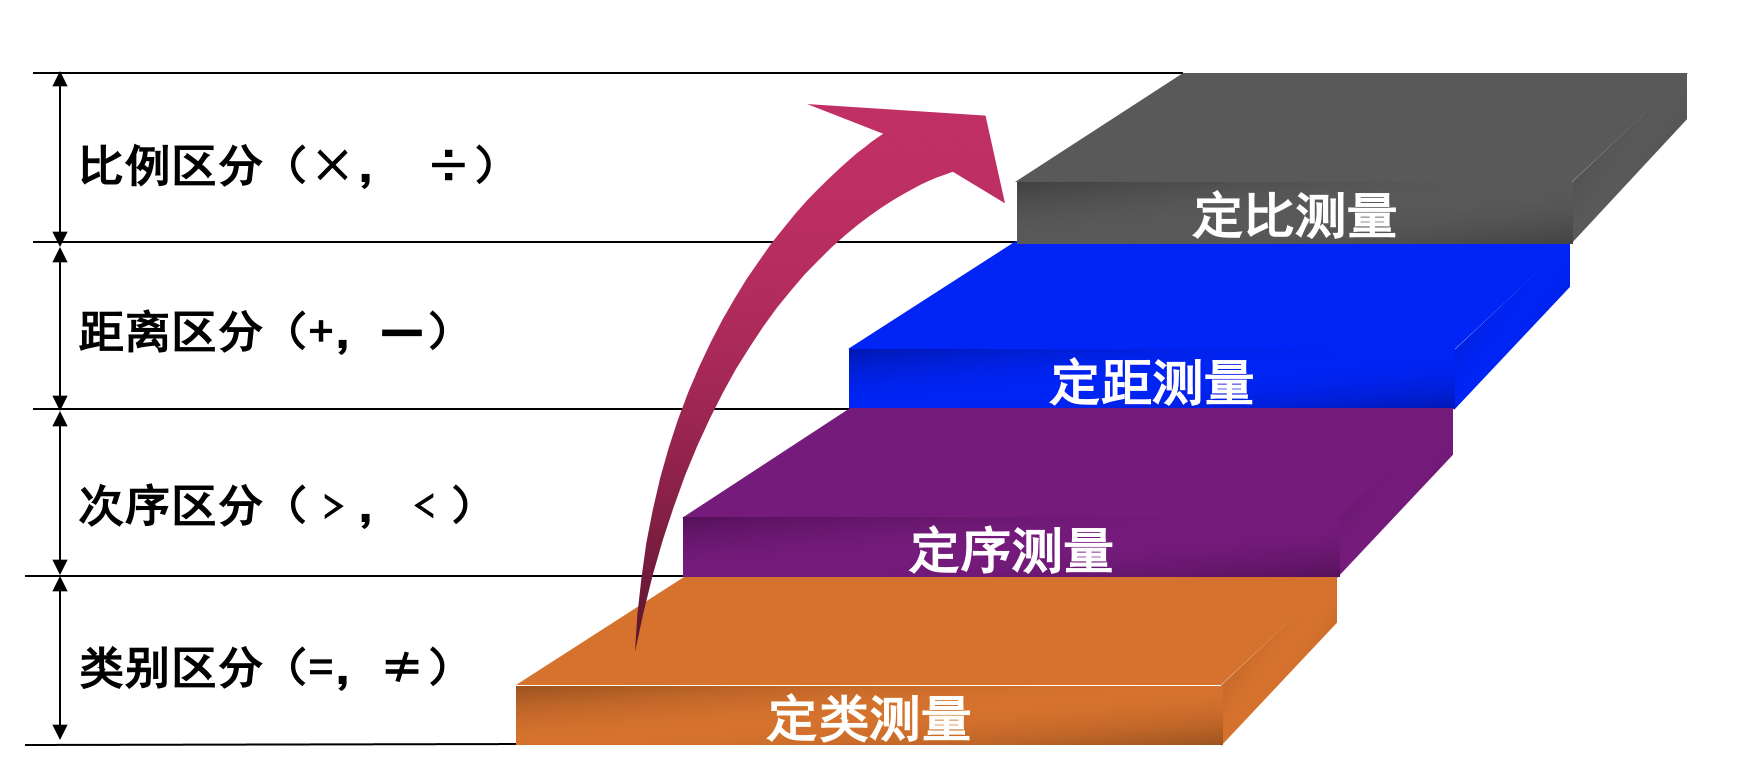 比例区分（×， ÷）
定比测量
距离区分（+，—）
定距测量
次序区分（﹥，﹤）
定序测量
类别区分（=，≠）
定类测量